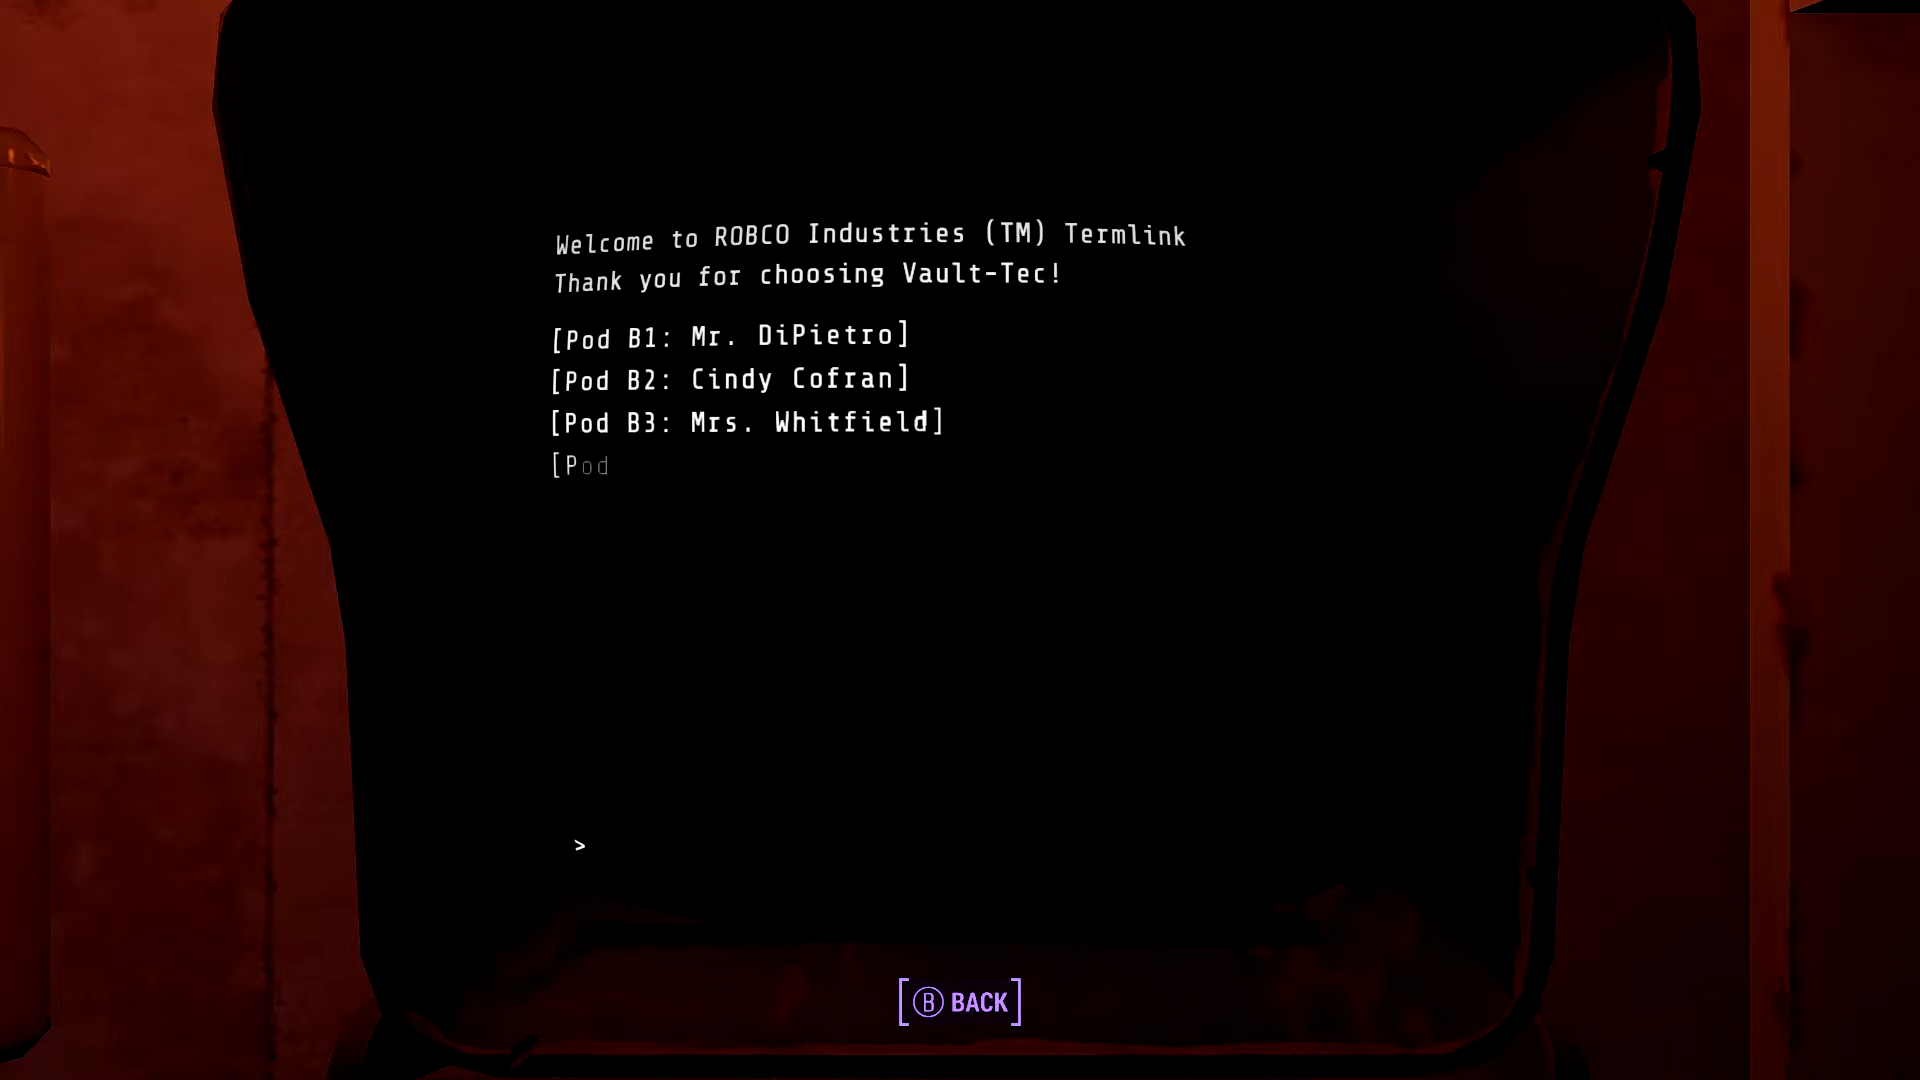 Welcome to ROBCO Industries (TM) Termlink
Thank you for choosing Vault-Tec!
[Pod B1: Mr. DiPietro]
[Pod B2: Cindy Cofran]
[Pod B3: Mrs. Whitfield]
[Pod
>
[Ⓑ BACK]